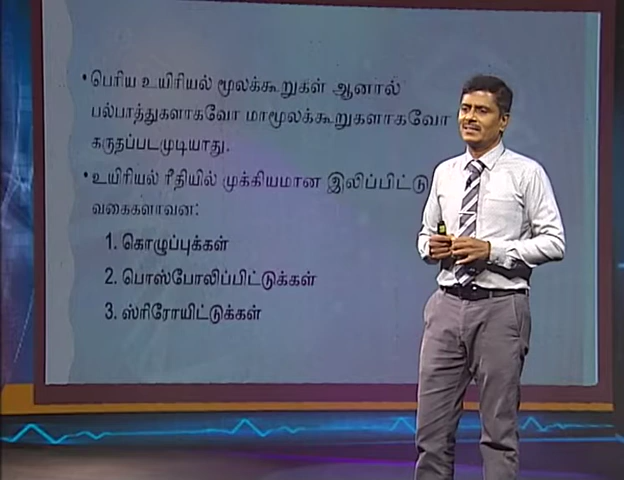 • பெரிய உயிரியல் மூலக்கூறுகள் ஆனால்
பல்பாத்துகளாகவோ மாமூலக்கூறுகளாகவோ
கருதப்படமுடியாது.
• உயிரியல் ரீதியில் முக்கியமான இலிப்பிட்டு
வகைகளாவன:
1. கொழுப்புக்கள்
2. பொஸ்போலிப்பிட்டுக்கள்
3. ஸ்ரிரோயிட்டுக்கள்